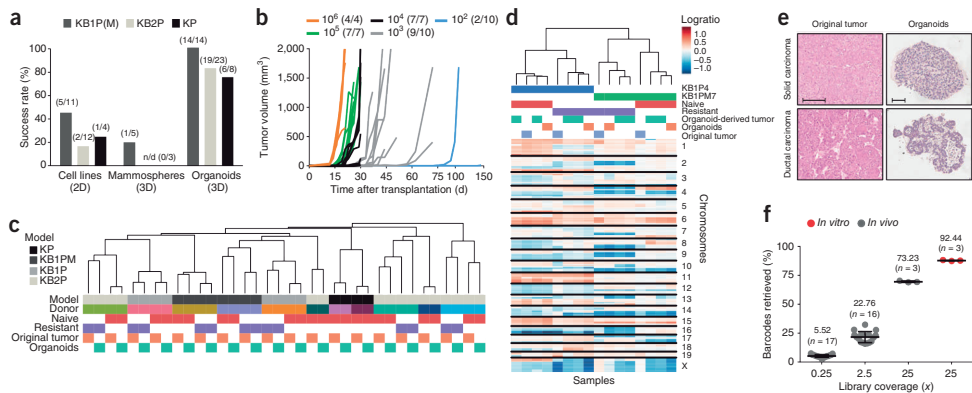 a
KB1P(M) KB2P KP
Success rate (%)
100
80
60
40
20
0
(5/11)
(2/12)
(1/4)
(1/5)
n/d (0/3)
(14/14)
(19/23)
(6/8)
Cell lines (2D)
Mammospheres (3D)
Organoids (3D)
b
10⁶ (4/4) 10⁴ (7/7) 10² (2/10)
10⁵ (7/7) 10³ (9/10)
Tumor volume (mm³)
2,000
1,500
1,000
500
0
0 10 20 30 40 50 60 70 80 100 150
Time after transplantation (d)
c
Model
KP
KB1PM
KB1P
KB2P
Model
Donor
Naive
Resistant
Original tumor
Organoids
d
Logratio
1.0
0.5
0
−0.5
−1.0
KB1P4
KB1PM7
Naive
Resistant
Organoid-derived tumor
Organoids
Original tumor
1
2
3
4
5
6
7
8
9
10
11
12
13
14
15
16
17
18
19
X
Chromosomes
Samples
e
Original tumor Organoids
Solid carcinoma
Ductal carcinoma
f
In vitro In vivo
Barcodes retrieved (%)
100
75
50
25
0
5.52
(n = 17)
22.76
(n = 16)
73.23
(n = 3)
92.44
(n = 3)
0.25 2.5 25 25
Library coverage (x)